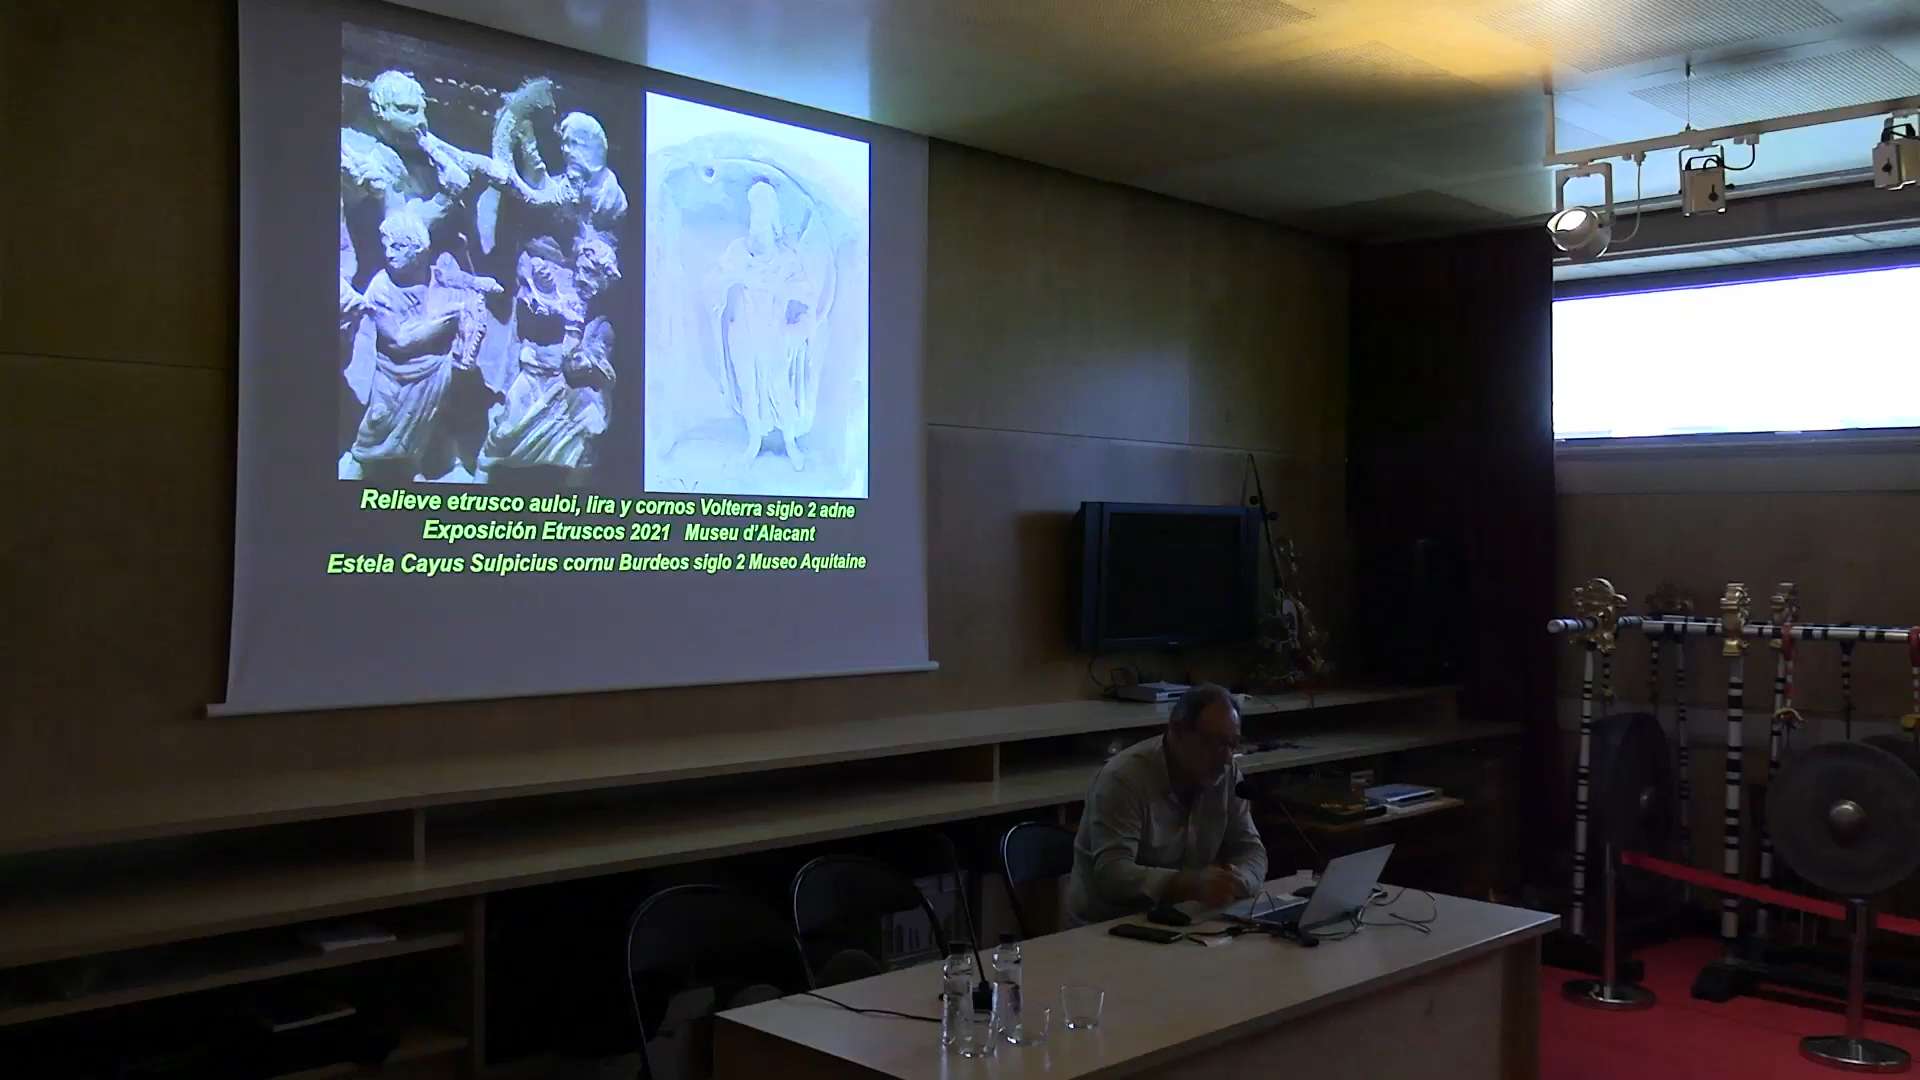 Relieve etrusco auloi, lira y cornos Volterra siglo 2 adne
Exposición Etruscos 2021 Museu d'Alacant
Estela Cayus Sulpicius cornu Burdeos siglo 2 Museo Aquitaine